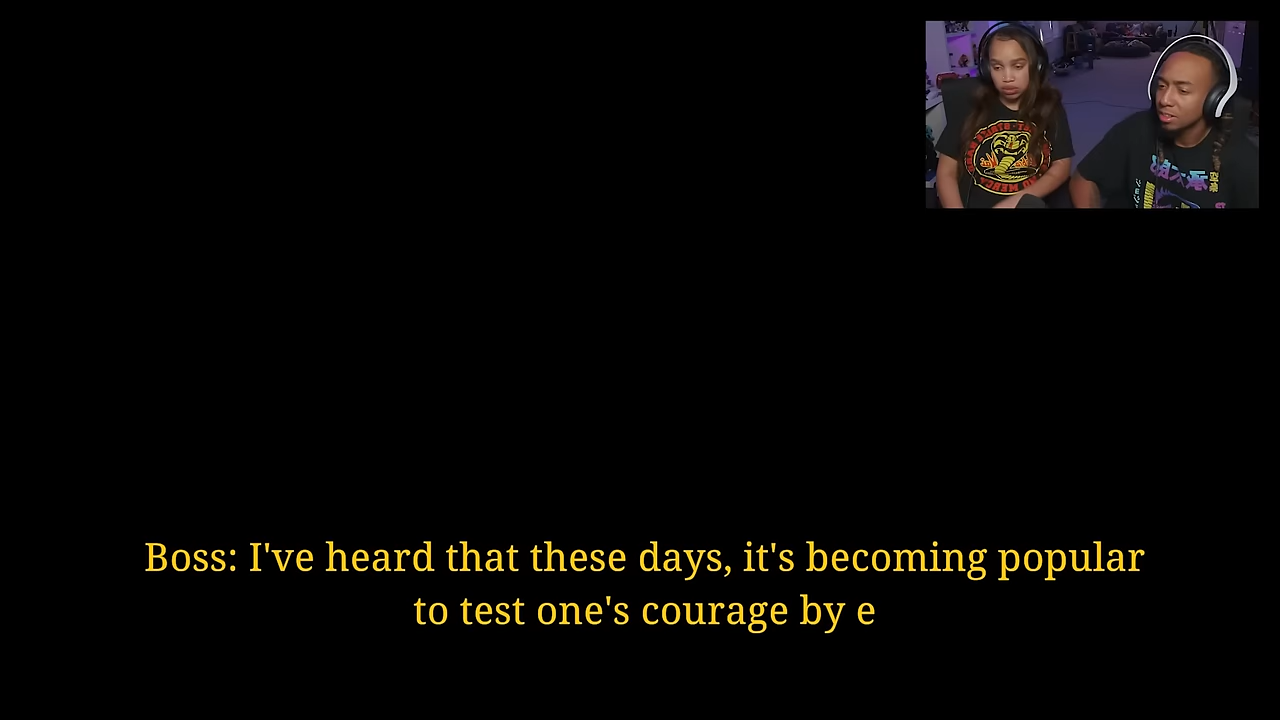 Boss: I've heard that these days, it's becoming popular
to test one's courage by e